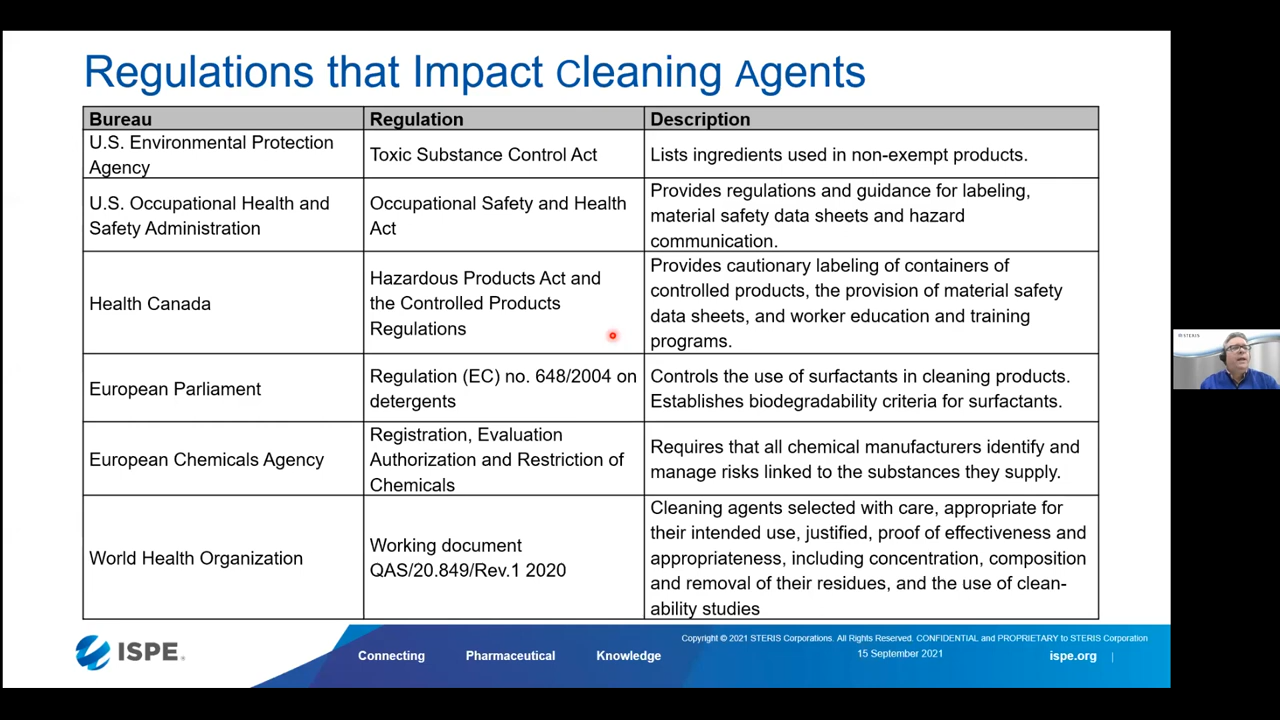 Regulations that Impact Cleaning Agents
Bureau
Regulation
Description
U.S. Environmental Protection
Agency
Toxic Substance Control Act
Lists ingredients used in non-exempt products.
U.S. Occupational Health and
Safety Administration
Occupational Safety and Health
Act
Provides regulations and guidance for labeling,
material safety data sheets and hazard
communication.
Health Canada
Hazardous Products Act and
the Controlled Products
Regulations
Provides cautionary labeling of containers of
controlled products, the provision of material safety
data sheets, and worker education and training
programs.
European Parliament
Regulation (EC) no. 648/2004 on
detergents
Controls the use of surfactants in cleaning products.
Establishes biodegradability criteria for surfactants.
European Chemicals Agency
Registration, Evaluation
Authorization and Restriction of
Chemicals
Requires that all chemical manufacturers identify and
manage risks linked to the substances they supply.
World Health Organization
Working document
QAS/20.849/Rev.1 2020
Cleaning agents selected with care, appropriate for
their intended use, justified, proof of effectiveness and
appropriateness, including concentration, composition
and removal of their residues, and the use of clean-
ability studies
ISPE
Connecting Pharmaceutical Knowledge
Copyright © 2021 STERIS Corporations. All Rights Reserved. CONFIDENTIAL and PROPRIETARY to STERIS Corporation
15 September 2021
ispe.org |
STERIS